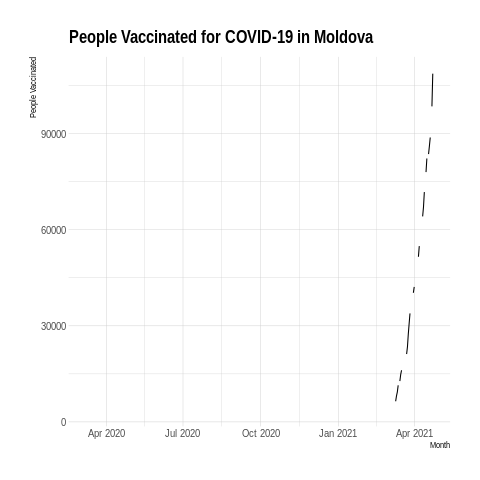 People Vaccinated for COVID-19 in Moldova
People Vaccinated
90000
60000
30000
0
Apr 2020 Jul 2020 Oct 2020 Jan 2021 Apr 2021
Month